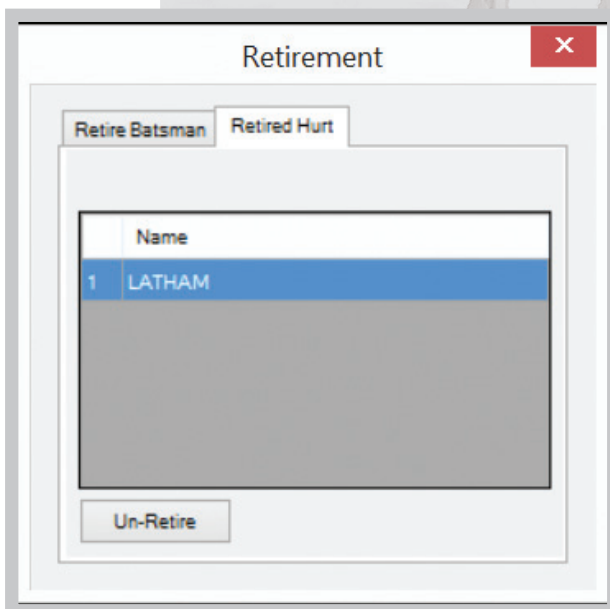 Retirement
Retire Batsman Retired Hurt
Name
1 LATHAM
Un-Retire